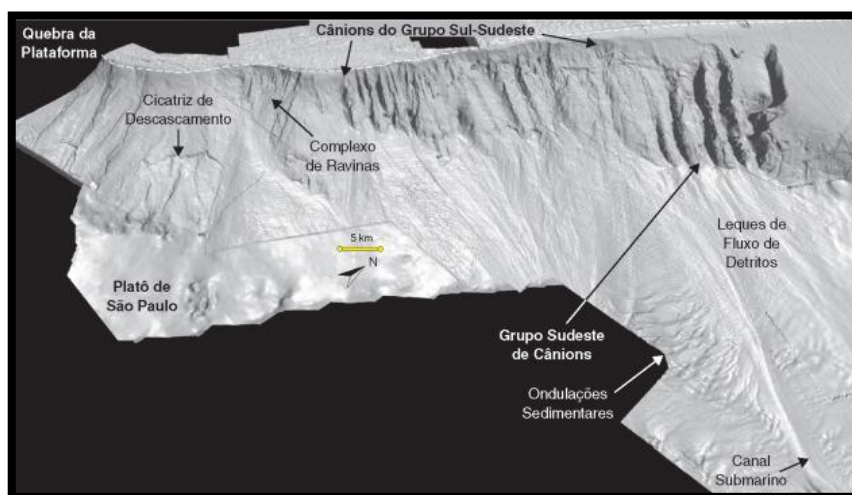 Quebra da
Plataforma
Cânions do Grupo Sul-Sudeste
Cicatriz de
Descascamento
Complexo
de Ravinas
5 km
N
Platô de
São Paulo
Leques de
Fluxo de
Detritos
Grupo Sudeste
de Cânions
Ondulações
Sedimentares
Canal
Submarino